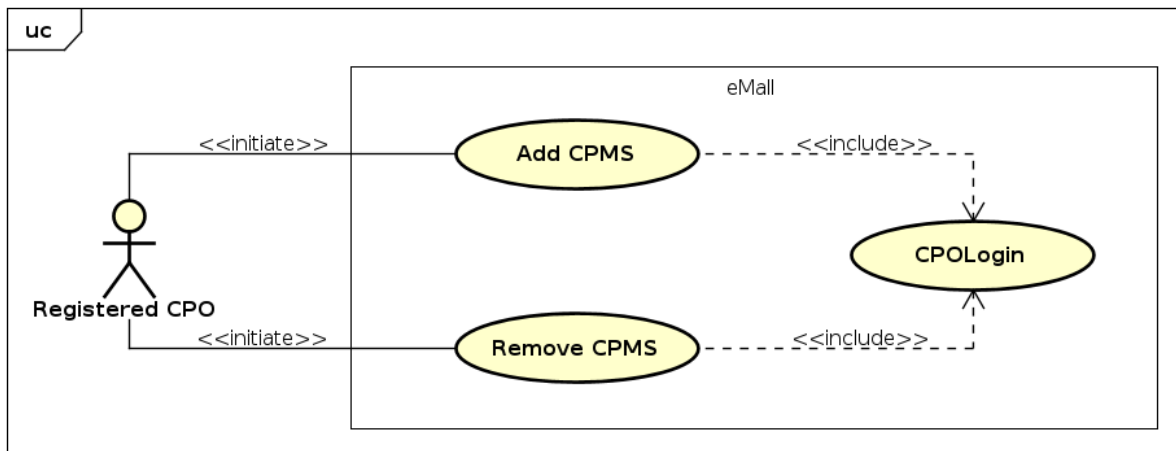 uc
eMall
<<initiate>>
Add CPMS
<<include>>
CPOLogin
Registered CPO
<<initiate>>
Remove CPMS
<<include>>